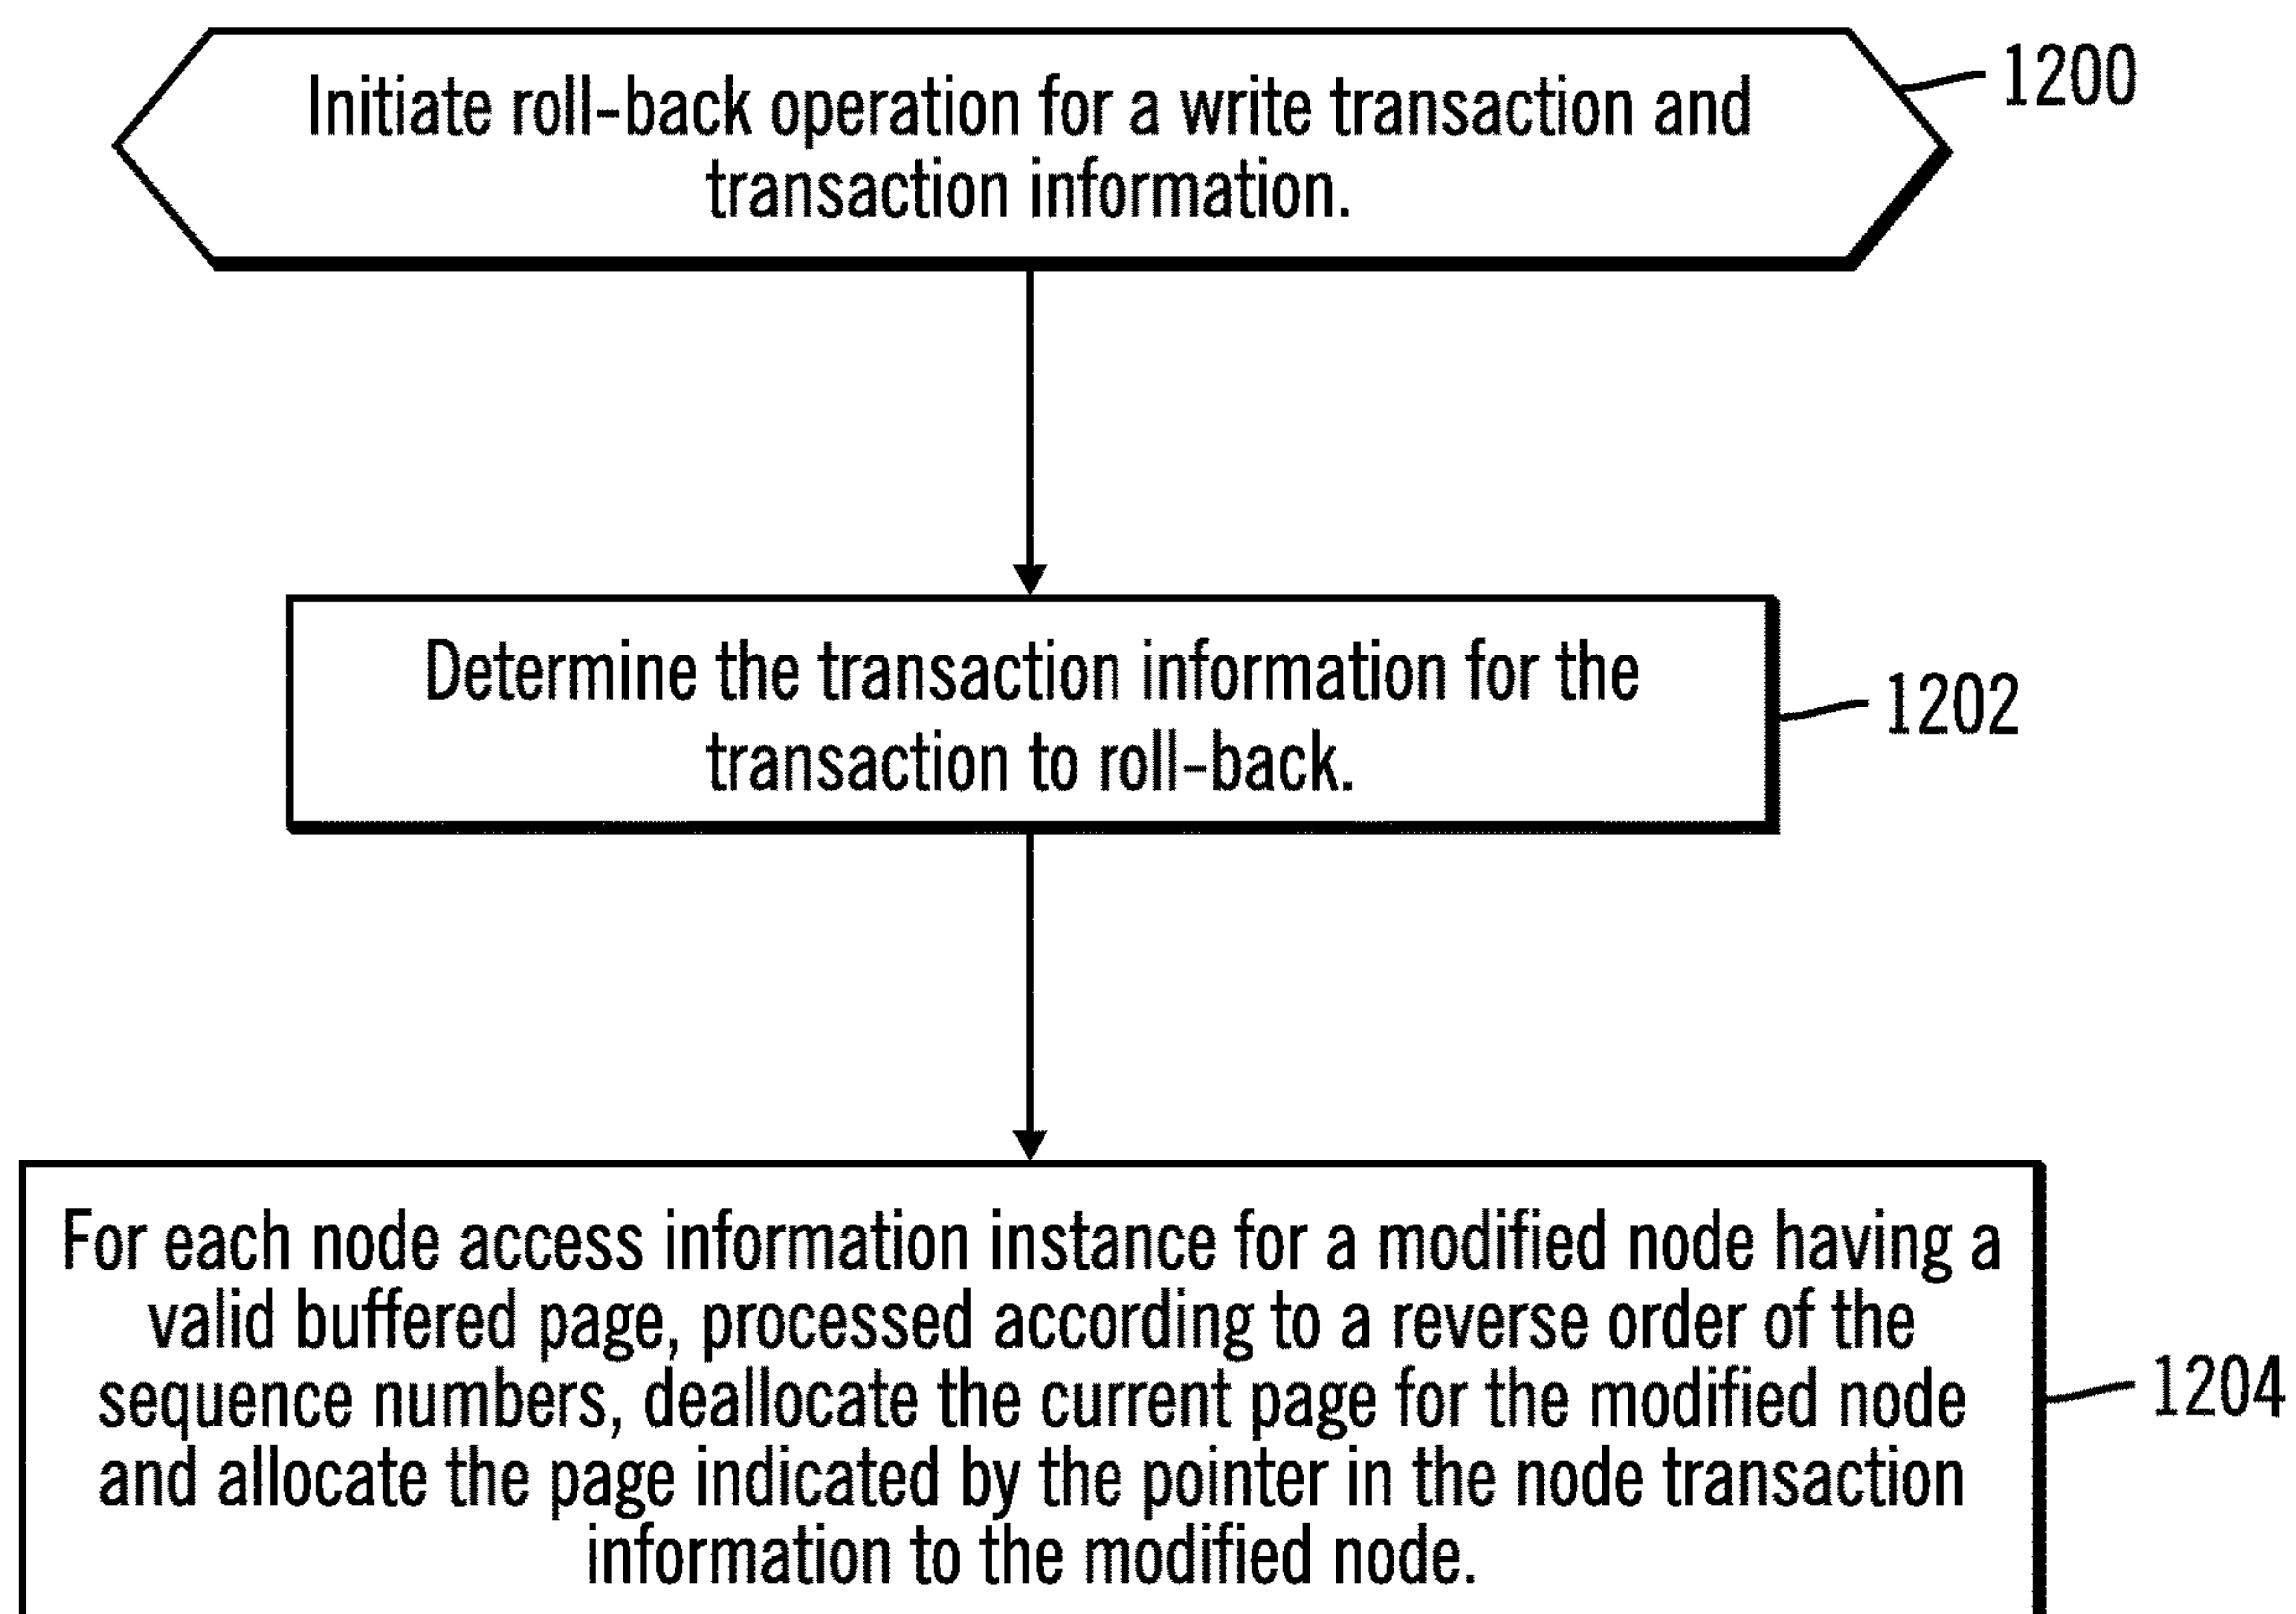 Initiate roll-back operation for a write transaction and
transaction information.
1200
Determine the transaction information for the
transaction to roll-back.
1202
For each node access information instance for a modified node having a
valid buffered page, processed according to a reverse order of the
sequence numbers, deallocate the current page for the modified node
and allocate the page indicated by the pointer in the node transaction
information to the modified node.
1204